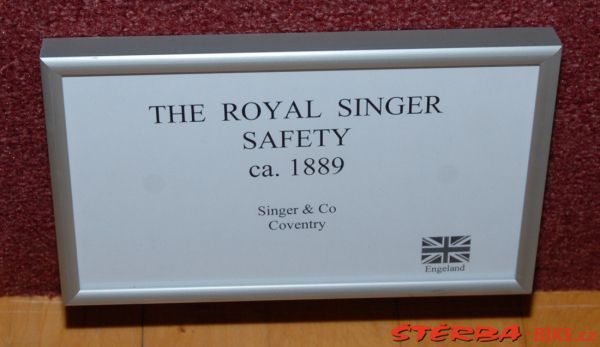 THE ROYAL SINGER
SAFETY
ca. 1889
Singer & Co
Coventry
Engeland
STERBA-BIKE.cz